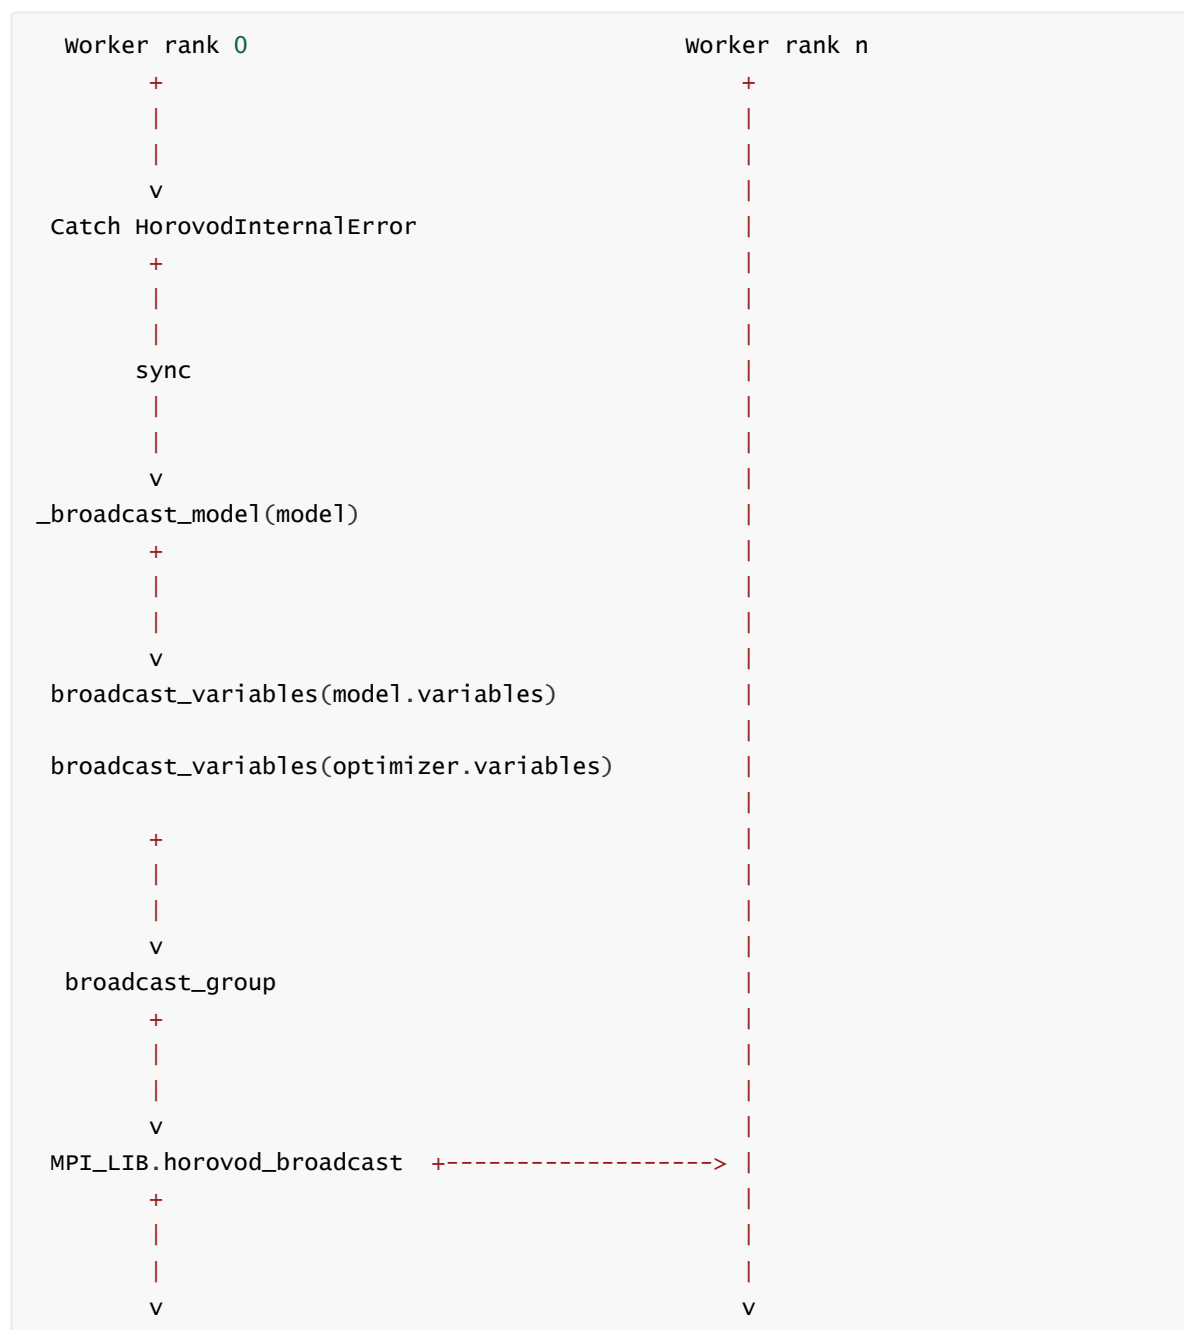 Worker rank 0                               Worker rank n
      +                                         +
      |                                         |
      |                                         |
      v                                         |
Catch HorovodInternalError                      |
      +                                         |
      |                                         |
      |                                         |
     sync                                       |
      |                                         |
      |                                         |
      v                                         |
_broadcast_model(model)                         |
      +                                         |
      |                                         |
      |                                         |
      v                                         |
broadcast_variables(model.variables)            |
                                                |
broadcast_variables(optimizer.variables)        |
                                                |
      +                                         |
      |                                         |
      |                                         |
      v                                         |
broadcast_group                                 |
      +                                         |
      |                                         |
      |                                         |
      v                                         |
MPI_LIB.horovod_broadcast  +-------------------> |
      +                                         |
      |                                         |
      |                                         |
      v                                         v